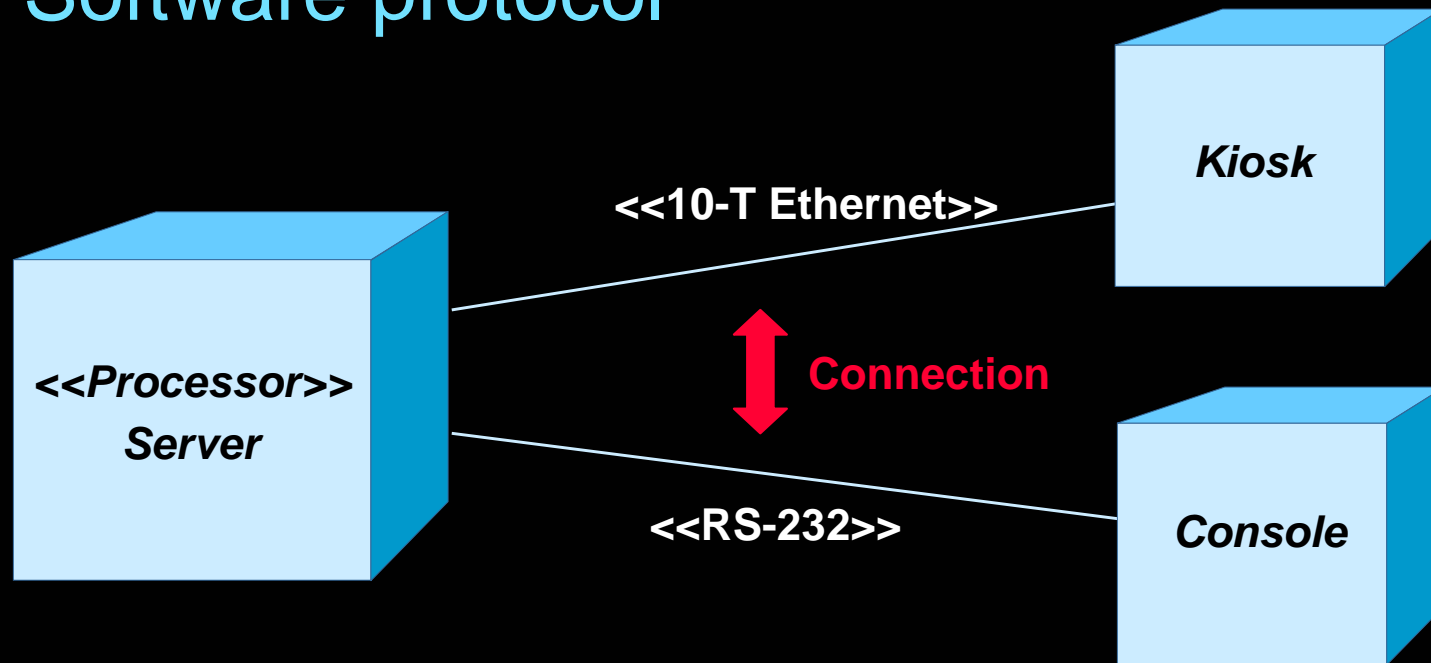 Software protocol
Kiosk
<<10-T Ethernet>>
<<Processor>>
Server
Connection
<<RS-232>>
Console